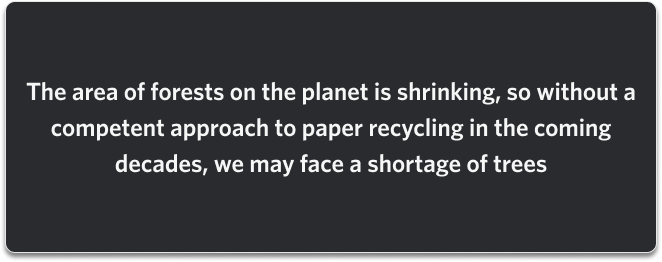 The area of forests on the planet is shrinking, so without a
competent approach to paper recycling in the coming
decades, we may face a shortage of trees